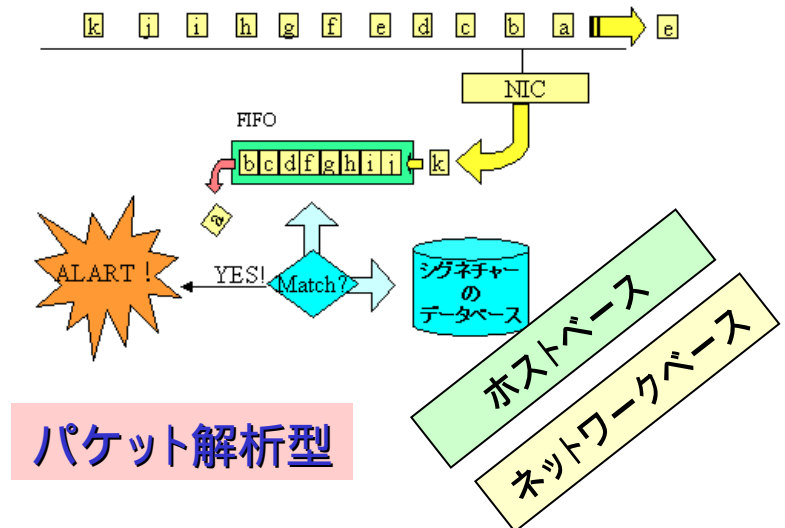 k j i h g f e d c b a e
NIC
FIFO
b c d f g h i j k
a
ALART !
YES!
Match?
シグネチャー
の
データベース
ホストベース
ネットワークベース
パケット解析型